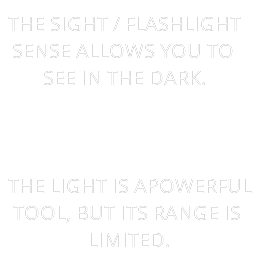 THE SIGHT / FLASHLIGHT
SENSE ALLOWS YOU TO
SEE IN THE DARK.
THE LIGHT IS APOWERFUL
TOOL, BUT ITS RANGE IS
LIMITED.